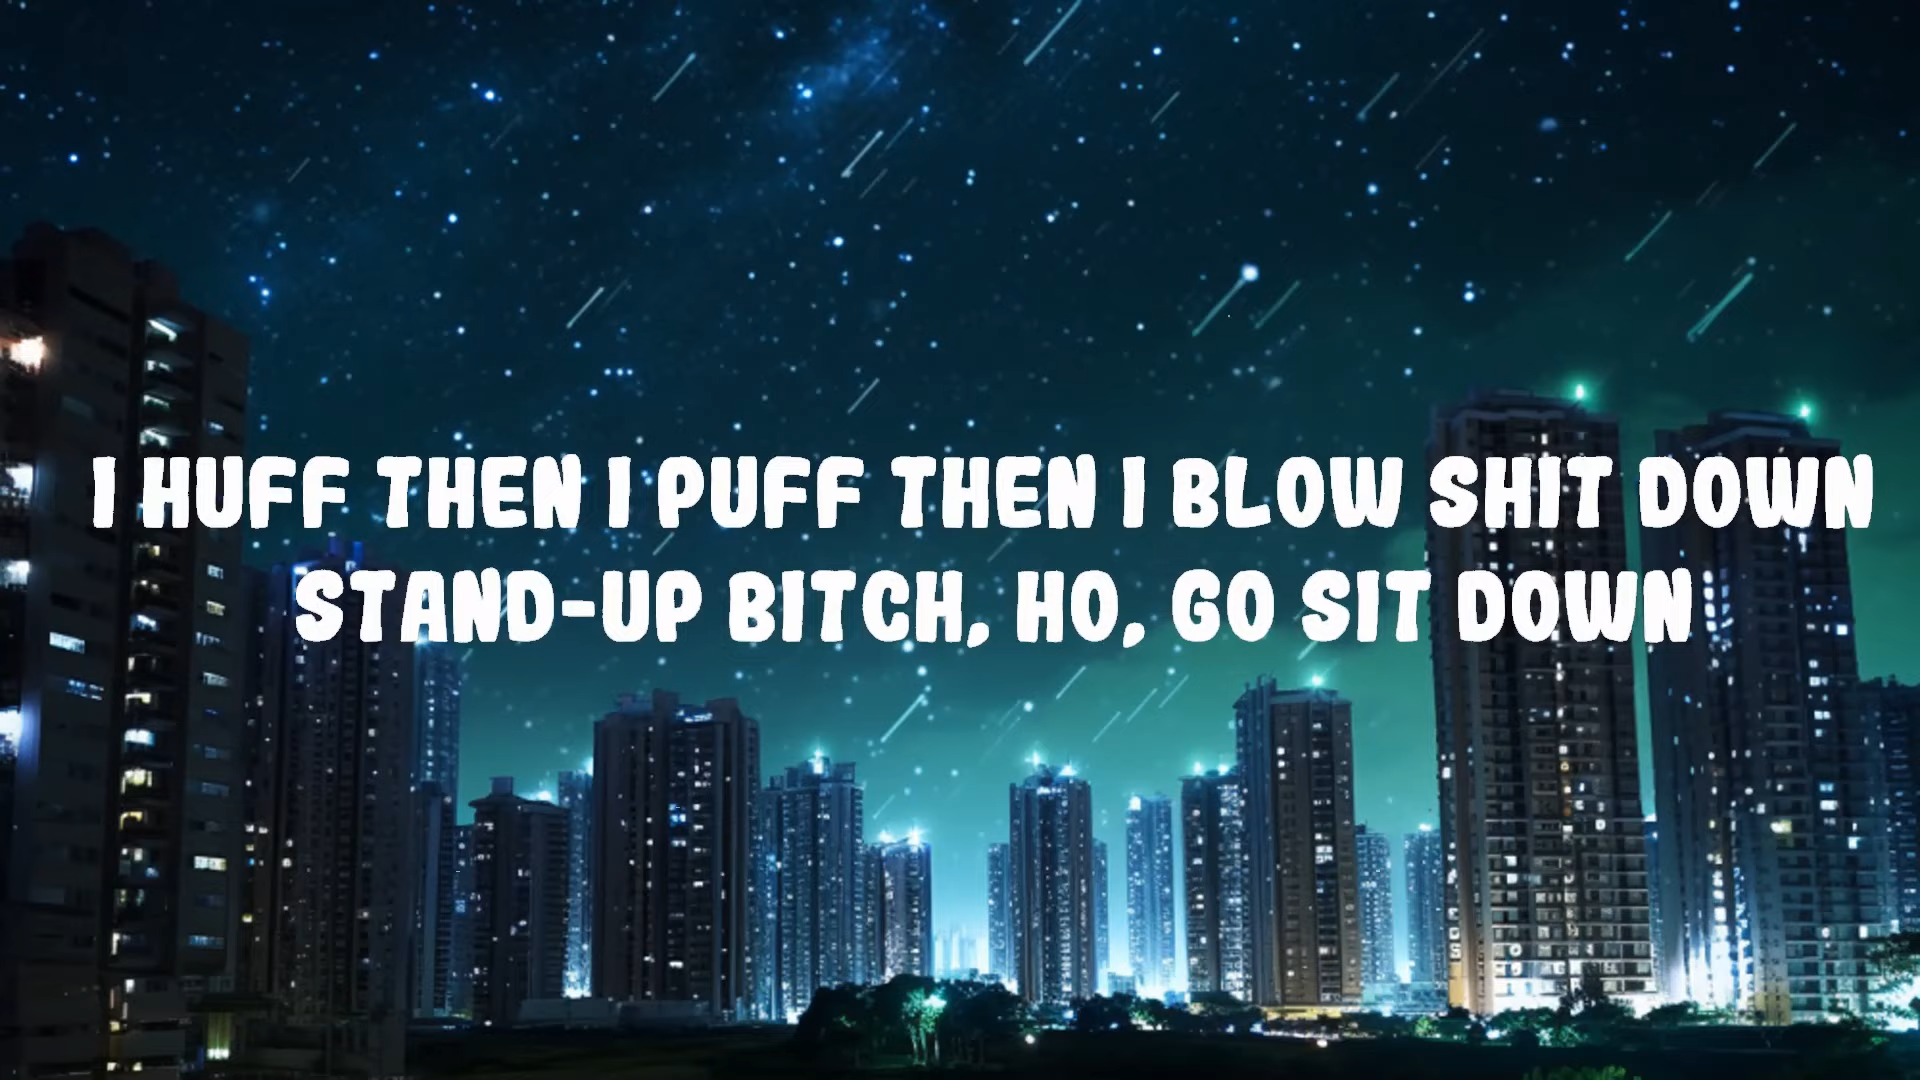 I HUFF THEN I PUFF THEN I BLOW SHIT DOWN
STAND-UP BITCH, HO, GO SIT DOWN